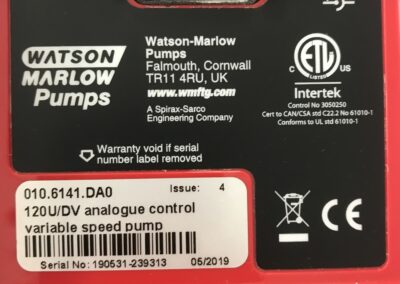 WATSON
MARLOW
Pumps
Watson-Marlow
Pumps
Falmouth, Cornwall
TR11 4RU, UK
www.wmftg.com
A Spirax-Sarco
Engineering Company
Warranty void if serial
number label removed
ETL
C US
LISTED
Intertek
Control No 3050250
Cert to CAN/CSA std C22.2 No 61010-1
Conforms to UL std 61010-1
010.6141.DA0 Issue: 4
120U/DV analogue control
variable speed pump
Serial No: 190531-239313 05/2019
CE